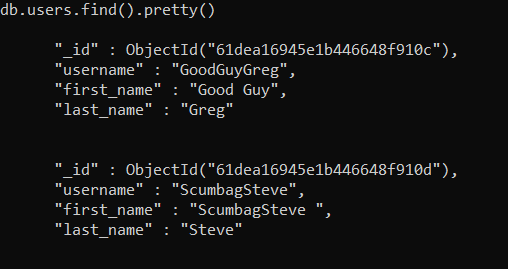 db.users.find().pretty()
"_id" : ObjectId("61dea16945e1b446648f910c"),
"username" : "GoodGuyGreg",
"first_name" : "Good Guy",
"last_name" : "Greg"
"_id" : ObjectId("61dea16945e1b446648f910d"),
"username" : "ScumbagSteve",
"first_name" : "ScumbagSteve ",
"last_name" : "Steve"